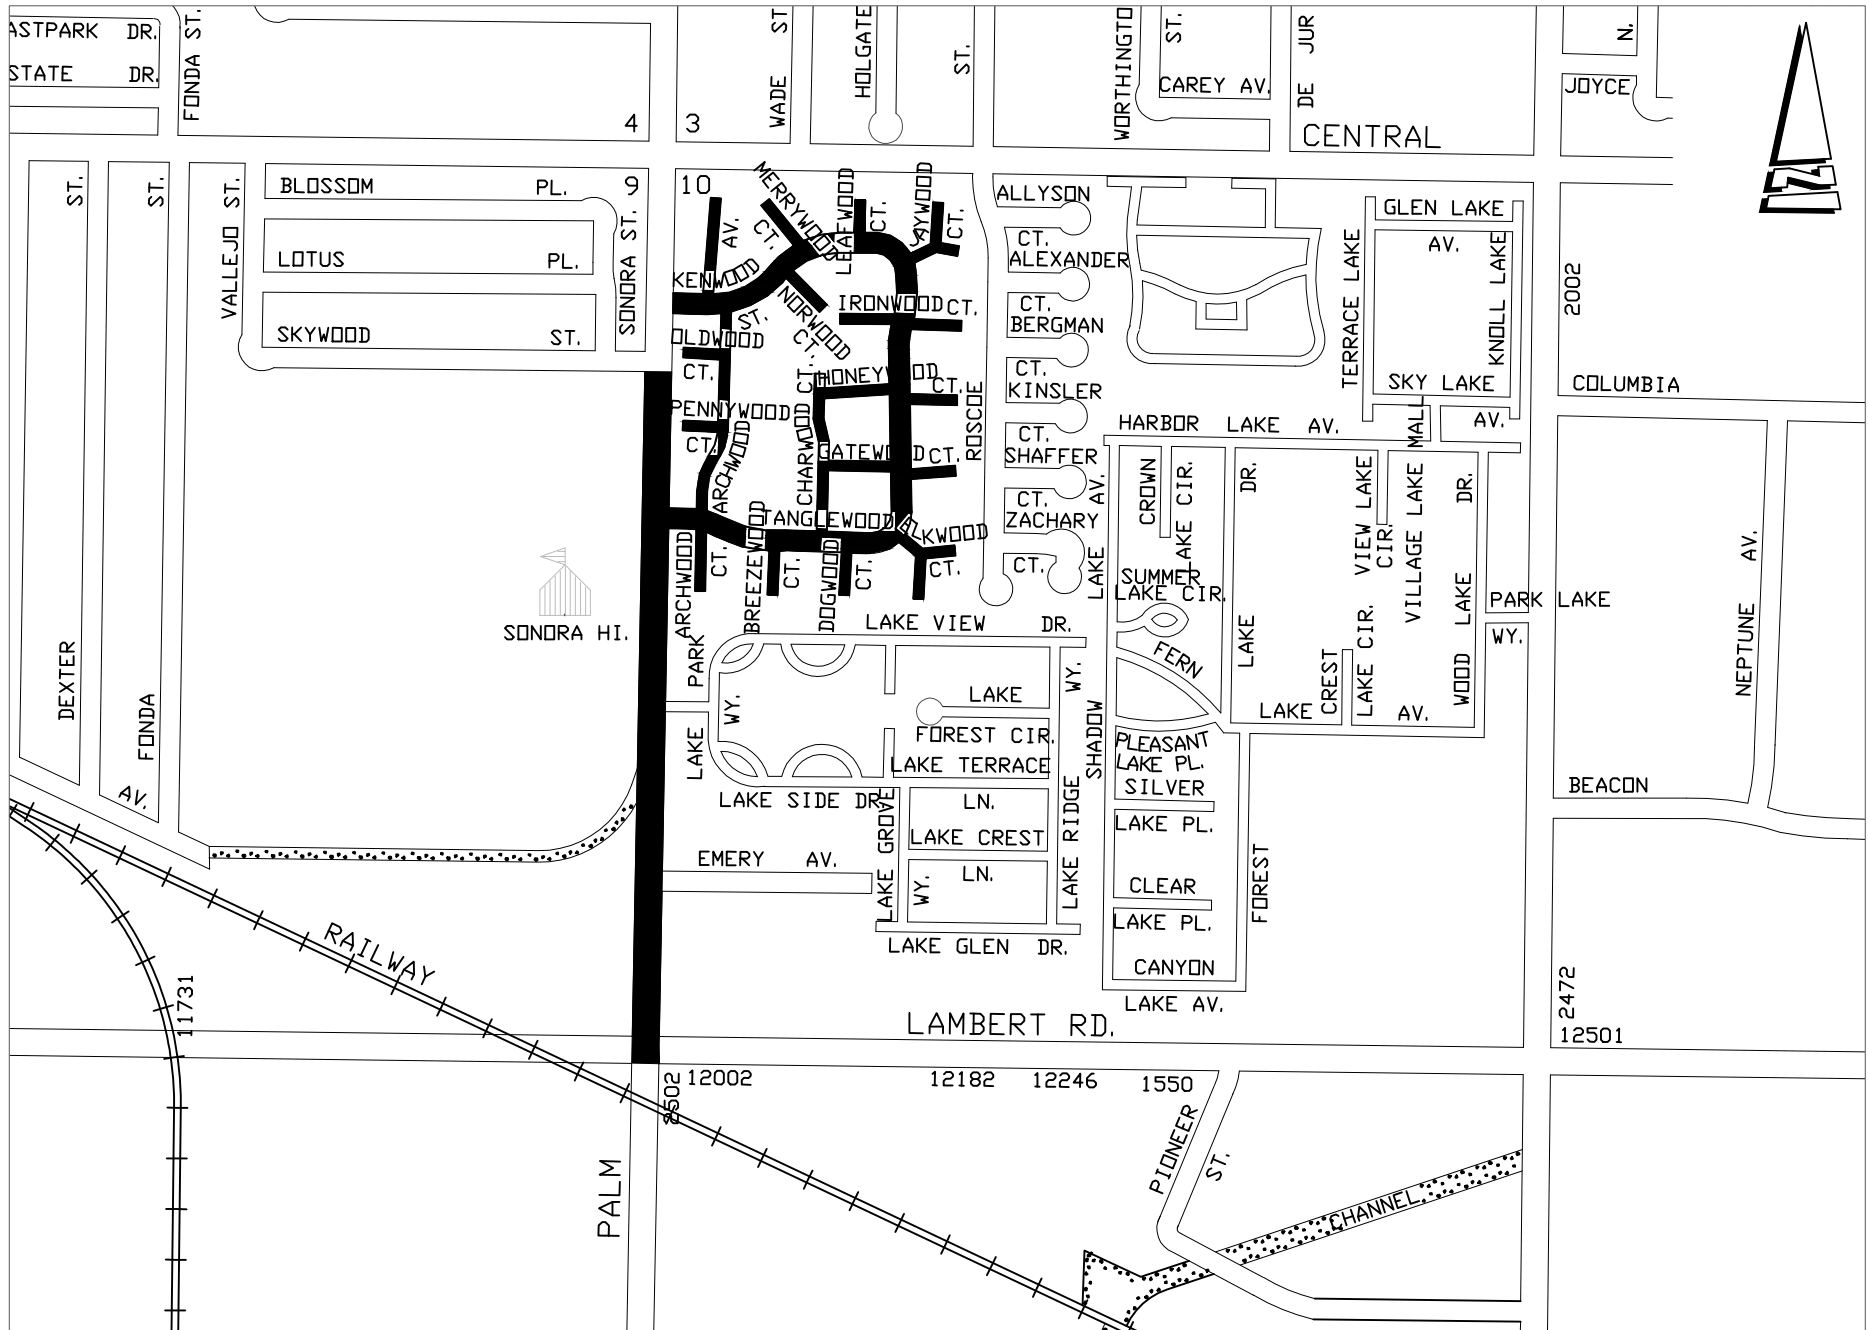 ASTPARK DR.
STATE DR.
FONDA ST.
4
3
WADE ST
HOLGATE
ST.
WORTHINGTO
ST.
CAREY AV.
DE JUR
CENTRAL
N.
JOYCE
N
ST.
ST.
VALLEJO ST.
BLOSSOM PL.
9
10
LOTUS PL.
SONORA ST.
SKYWOOD ST.
AV.
MERRYWOOD
CT.
LEAFWOOD
CT.
CT.
KENWOOD
ST.
NORWOOD
CT.
IRONWOOD CT.
OLDWOOD
CT.
HONEYWOOD
CT.
PENNYWOOD
CT.
ARCHWOOD
CHARWOOD CT.
GATEWOOD CT.
TANGLEWOOD
CT.
ARCHWOOD
CT.
BREEZEWOOD
CT.
DOGWOOD
CT.
ROSCOE
ALLYSON
CT.
ALEXANDER
CT.
BERGMAN
CT.
KINSLER
CT.
SHAFFER
CT.
ZACHARY
CT.
GLEN LAKE
AV.
TERRACE LAKE
KNOLL LAKE
SKY LAKE
AV.
MALL
2002
COLUMBIA
HARBOR LAKE AV.
CROWN
LAKE CIR.
DR.
LAKE
VIEW LAKE
CIR.
VILLAGE LAKE
DR.
WOOD LAKE
SUMMER
LAKE CIR.
PARK LAKE
WY.
NEPTUNE AV.
SONORA HI.
DEXTER
FONDA
AV.
LAKE VIEW DR.
PARK
WY.
LAKE
LAKE
FOREST CIR.
LAKE TERRACE
LN.
LAKE SIDE DR.
LAKE CREST
LN.
LAKE GROVE
WY.
LAKE RIDGE
WY.
EMERY AV.
LAKE GLEN DR.
SHADOW
LAKE
AV.
FERN
PLEASANT
LAKE PL.
SILVER
LAKE PL.
CLEAR
LAKE PL.
CANYON
LAKE AV.
FOREST
LAKE AV.
CREST
LAKE CIR.
BEACON
RAILWAY
11731
LAMBERT RD.
2472
12501
2502
12002
12182
12246
1550
PALM
PIONEER
ST.
CHANNEL